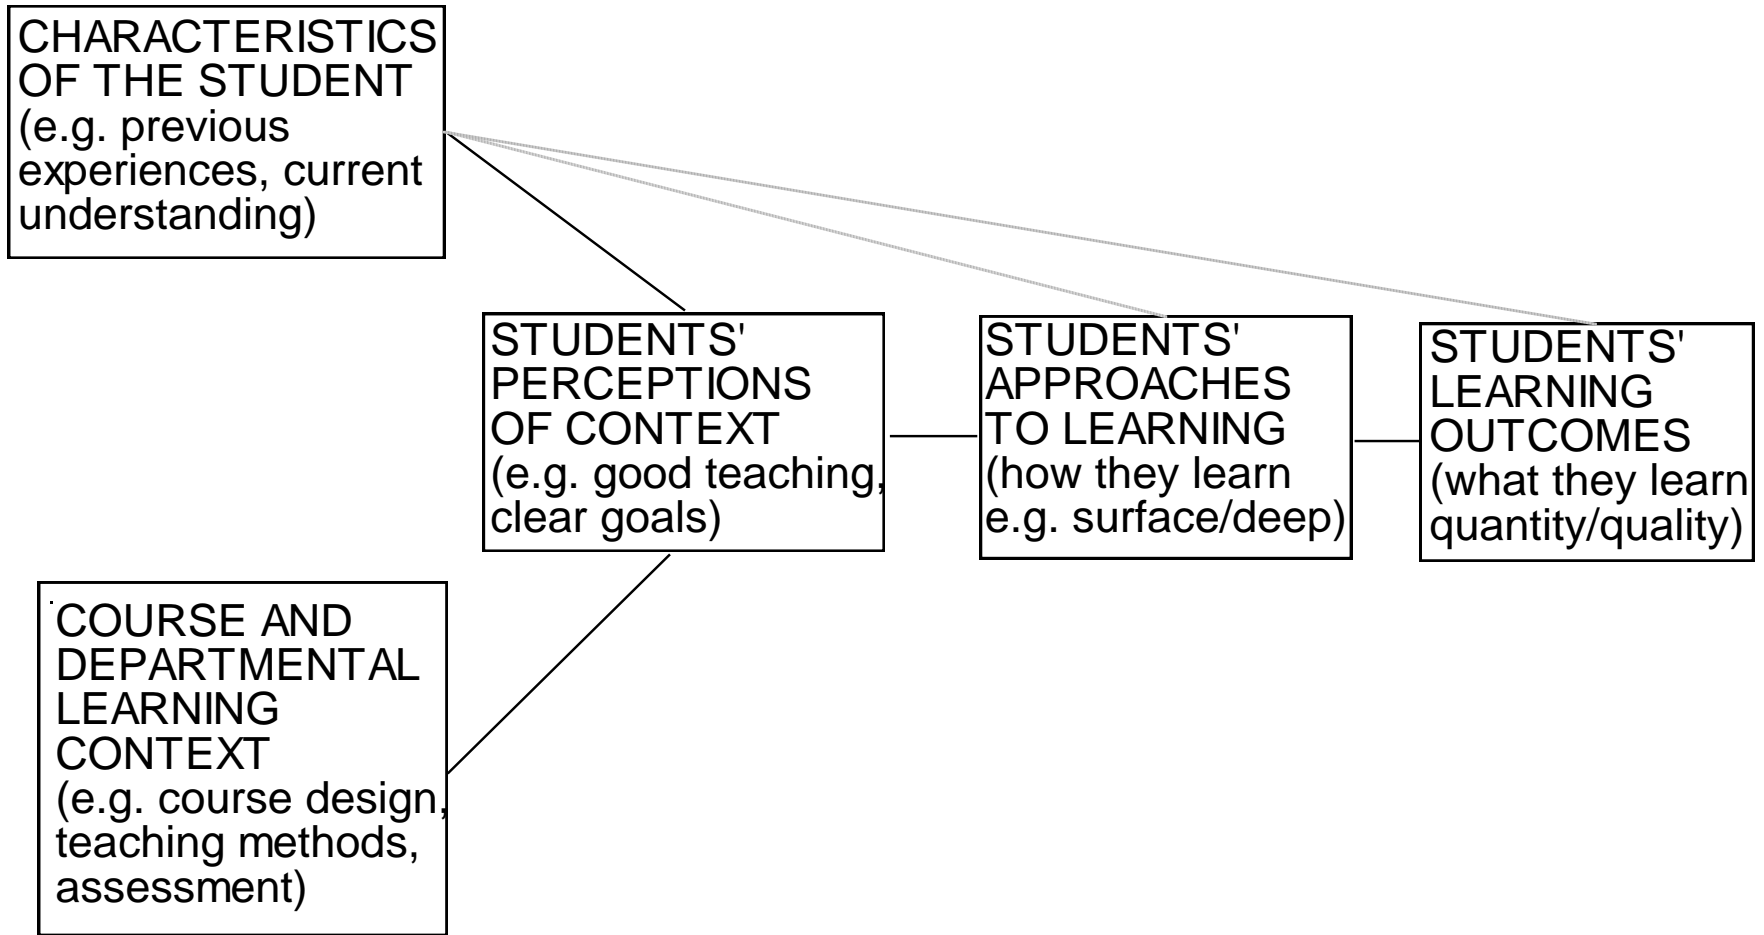 CHARACTERISTICS
OF THE STUDENT
(e.g. previous
experiences, current
understanding)
STUDENTS'
PERCEPTIONS
OF CONTEXT
(e.g. good teaching,
clear goals)
STUDENTS'
APPROACHES
TO LEARNING
(how they learn
e.g. surface/deep)
STUDENTS'
LEARNING
OUTCOMES
(what they learn
quantity/quality)
COURSE AND
DEPARTMENTAL
LEARNING
CONTEXT
(e.g. course design,
teaching methods,
assessment)